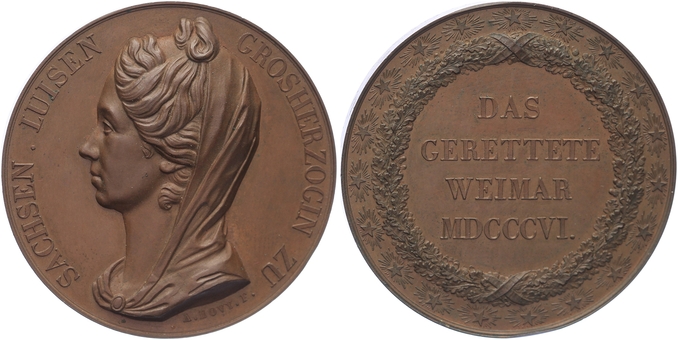 LUISEN GROSHERZOGIN ZU SACHSEN ·
A. BOVY. F.
DAS
GERETTETE
WEIMAR
MDCCCVI.